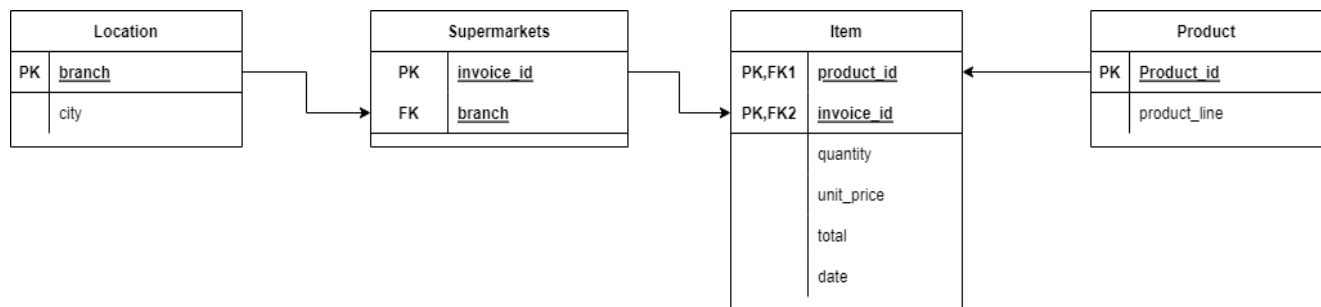 Location
PK branch
city
Supermarkets
PK invoice_id
FK branch
Item
PK,FK1 product_id
PK,FK2 invoice_id
quantity
unit_price
total
date
Product
PK Product_id
product_line